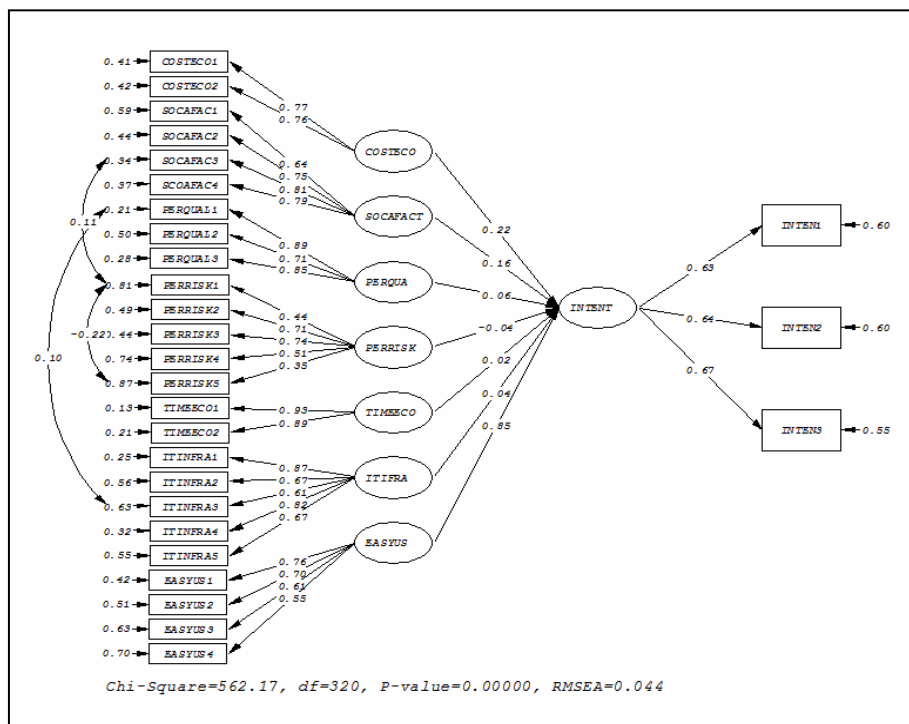 0.41 COSTECO1
0.42 COSTECO2
0.59 SOCAFAC1
0.44 SOCAFAC2
0.34 SOCAFAC3
0.37 SCOAFAC4
0.21 PERQUAL1
0.50 PERQUAL2
0.28 PERQUAL3
0.81 PERRISK1
0.49 PERRISK2
0.44 PERRISK3
0.74 PERRISK4
0.87 PERRISK5
0.13 TIMEECO1
0.21 TIMEECO2
0.25 ITINFRA1
0.56 ITINFRA2
0.63 ITINFRA3
0.32 ITINFRA4
0.55 ITINFRA5
0.42 EASYUS1
0.51 EASYUS2
0.63 EASYUS3
0.70 EASYUS4
0.11
-0.22
0.10
0.77
0.76
0.64
0.75
0.81
0.79
0.89
0.71
0.85
0.44
0.71
0.74
0.51
0.35
0.93
0.89
0.87
0.67
0.61
0.82
0.67
0.76
0.70
0.61
0.55
COSTECO
SOCAFACT
PERQUA
PERRISK
TIMEECO
ITIFRA
EASYUS
0.22
0.16
0.06
-0.04
0.02
0.04
0.85
INTENT
0.63
0.64
0.67
INTEN1 0.60
INTEN2 0.60
INTEN3 0.55
Chi-Square=562.17, df=320, P-value=0.00000, RMSEA=0.044